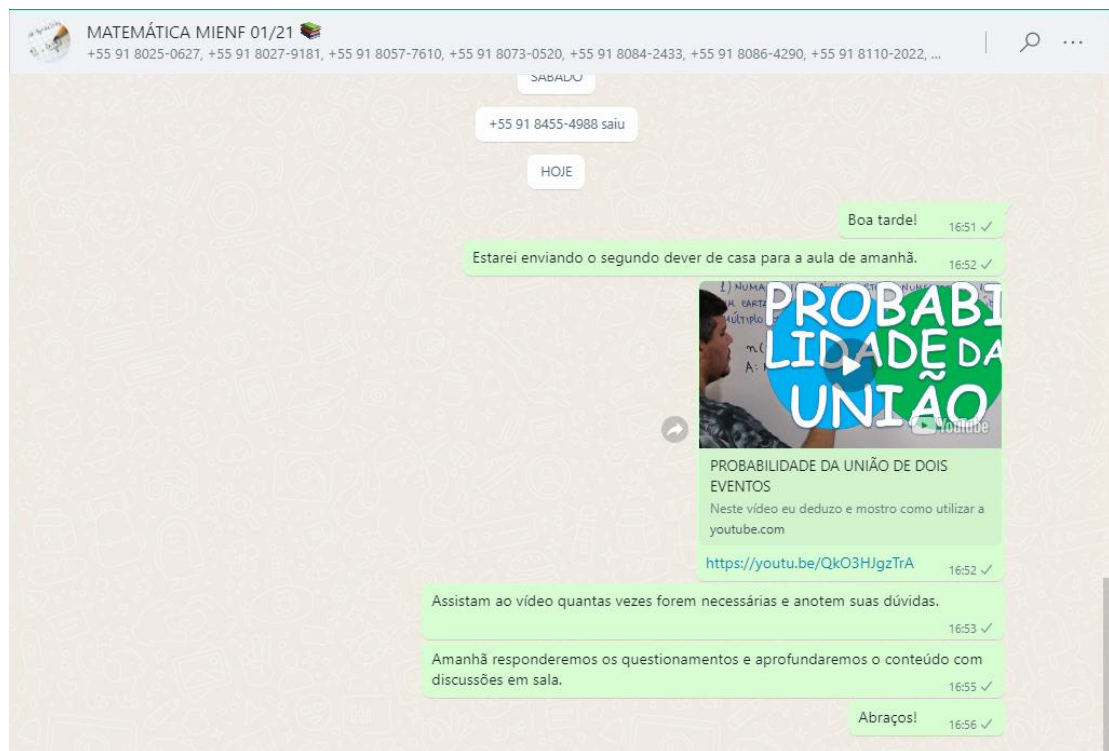 MATEMÁTICA MIENF 01/21
+55 91 8025-0627, +55 91 8027-9181, +55 91 8057-7610, +55 91 8073-0520, +55 91 8084-2433, +55 91 8086-4290, +55 91 8110-2022, ...
SÁBADO
+55 91 8455-4988 saiu
HOJE
Boa tarde!
16:51
Estarei enviando o segundo dever de casa para a aula de amanhã.
16:52
1) NUMA
PROBABI
LIDADE DA
UNIÃO
YouTube
PROBABILIDADE DA UNIÃO DE DOIS
EVENTOS
Neste vídeo eu deduzo e mostro como utilizar a
youtube.com
https://youtu.be/QkO3HJgzTrA
16:52
Assistam ao vídeo quantas vezes forem necessárias e anotem suas dúvidas.
16:53
Amanhã responderemos os questionamentos e aprofundaremos o conteúdo com
discussões em sala.
16:55
Abraços!
16:56